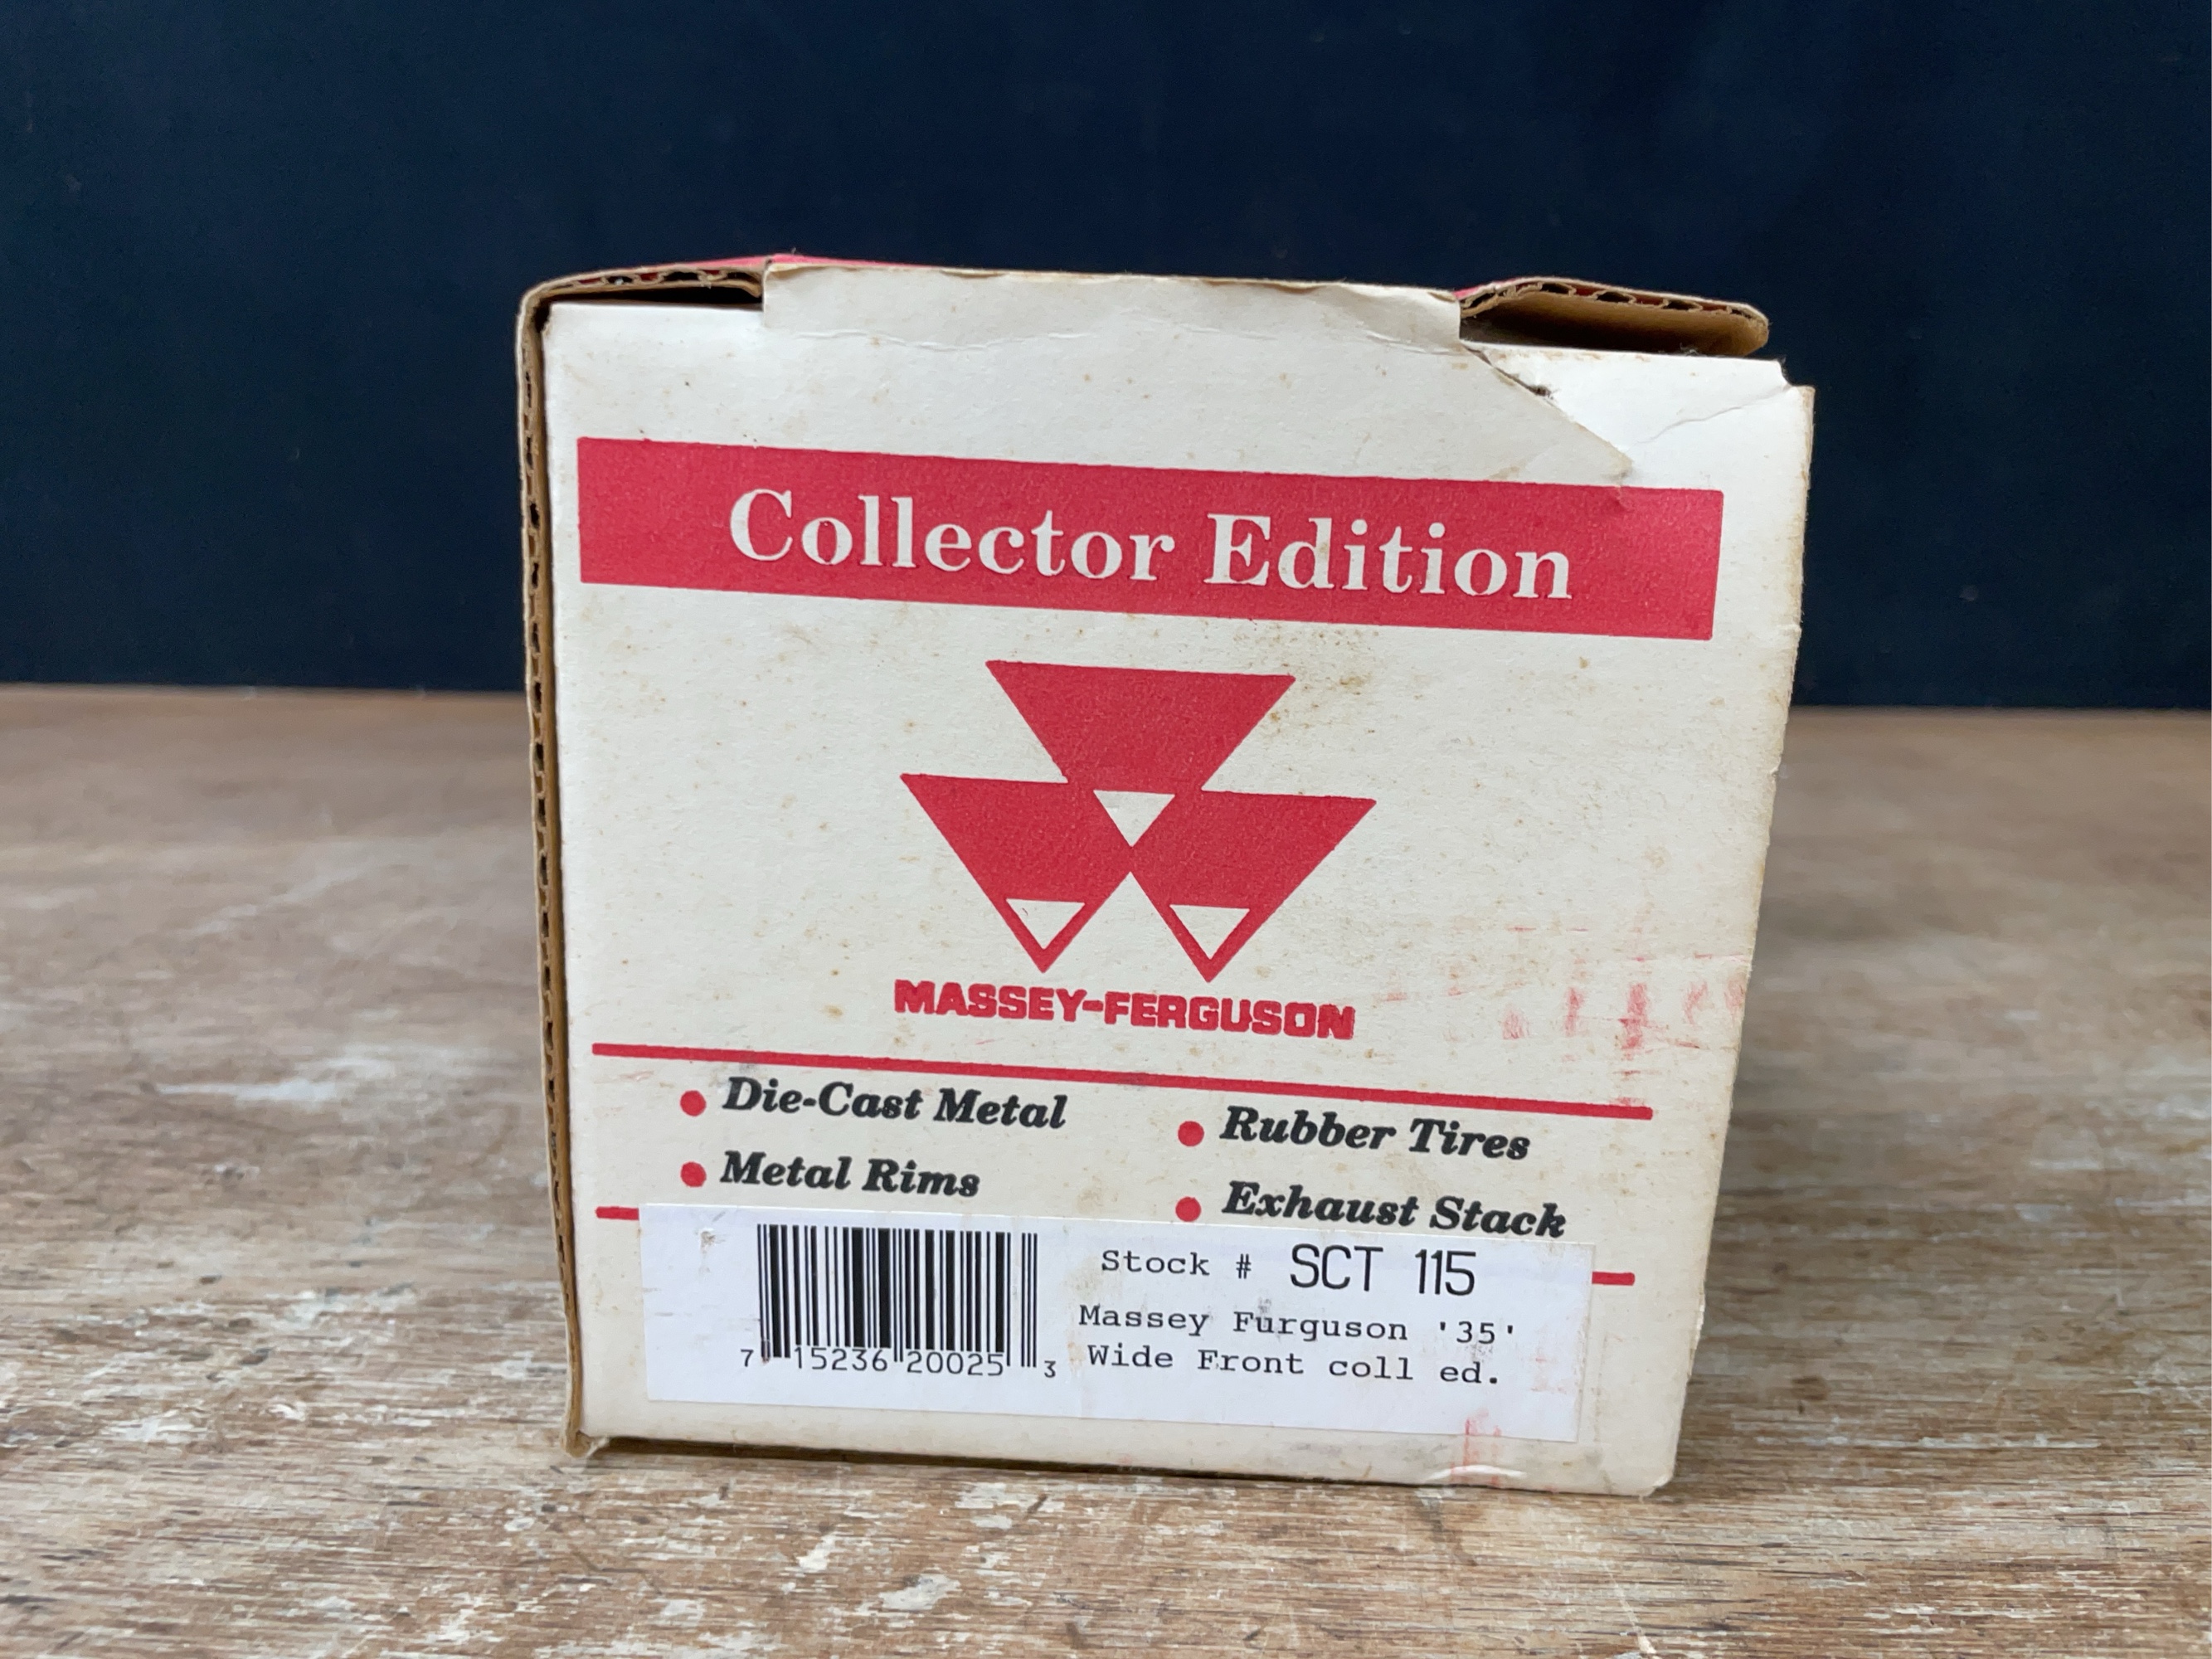 Collector Edition
MASSEY-FERGUSON
Die-Cast Metal
Metal Rims
Rubber Tires
Exhaust Stack
Stock # SCT 115
Massey Furguson '35'
Wide Front coll ed.
7 15236 20025 3